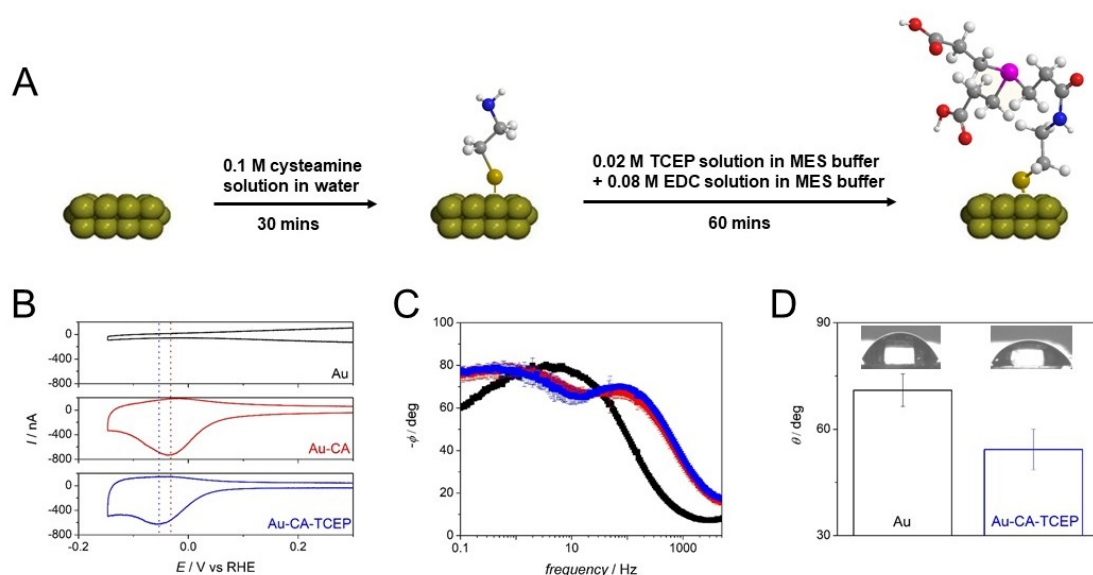 A
0.1 M cysteamine
solution in water
30 mins
0.02 M TCEP solution in MES buffer
+ 0.08 M EDC solution in MES buffer
60 mins
B
I / nA
0
-400
-800
Au
0
-400
-800
Au-CA
0
-400
-800
Au-CA-TCEP
-0.2
0.0
0.2
E / V vs RHE
C
-ϕ / deg
100
80
60
40
20
0
0.1
10
1000
frequency / Hz
D
θ / deg
90
60
30
Au
Au-CA-TCEP